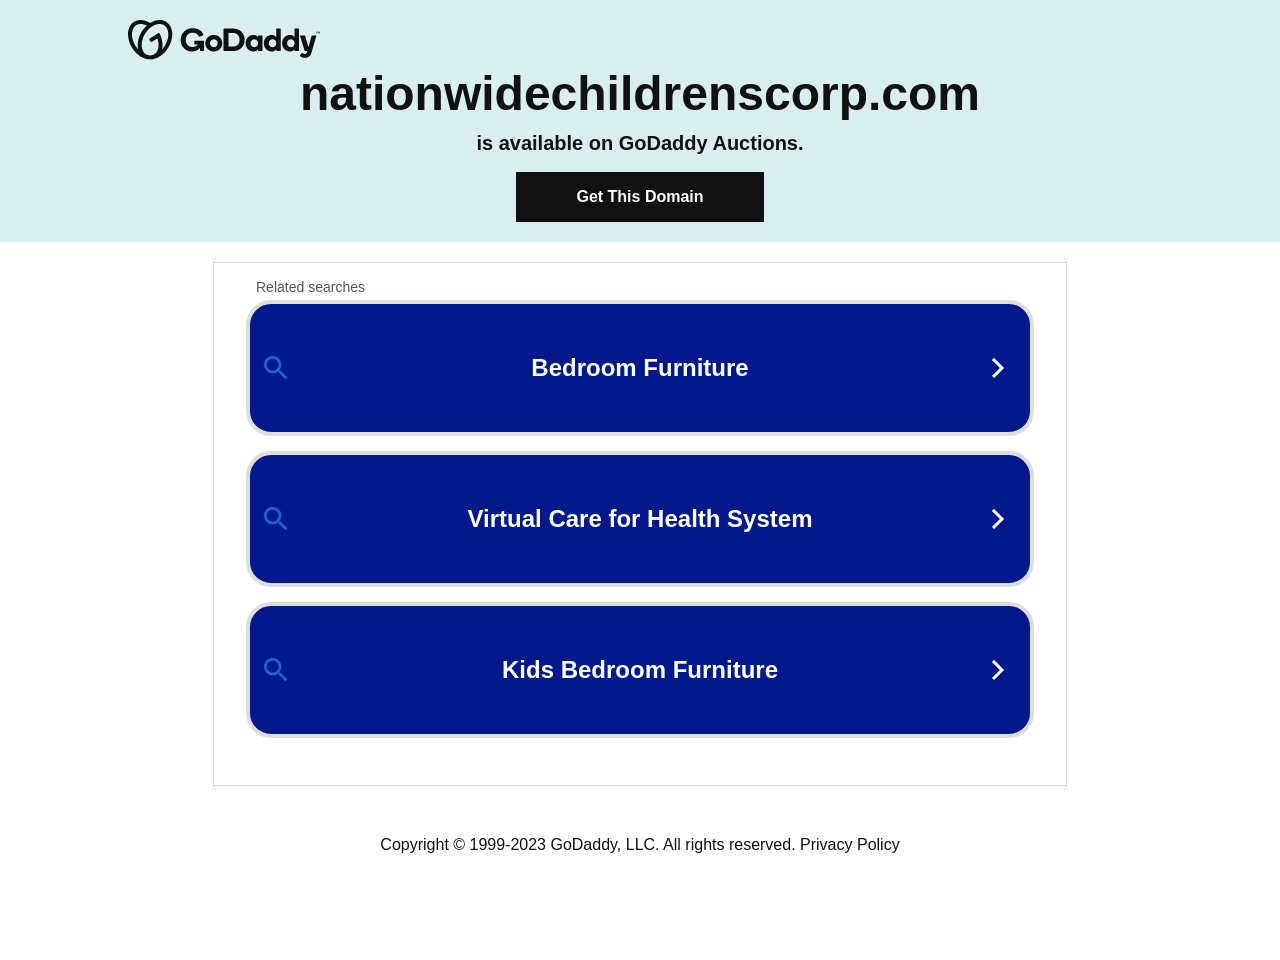 GoDaddy™
nationwidechildrenscorp.com
is available on GoDaddy Auctions.
Get This Domain
Related searches
Bedroom Furniture
Virtual Care for Health System
Kids Bedroom Furniture
Copyright © 1999-2023 GoDaddy, LLC. All rights reserved. Privacy Policy